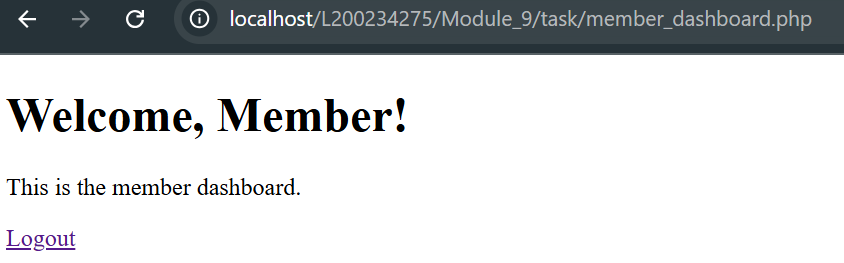 localhost/L200234275/Module_9/task/member_dashboard.php
Welcome, Member!
This is the member dashboard.
Logout